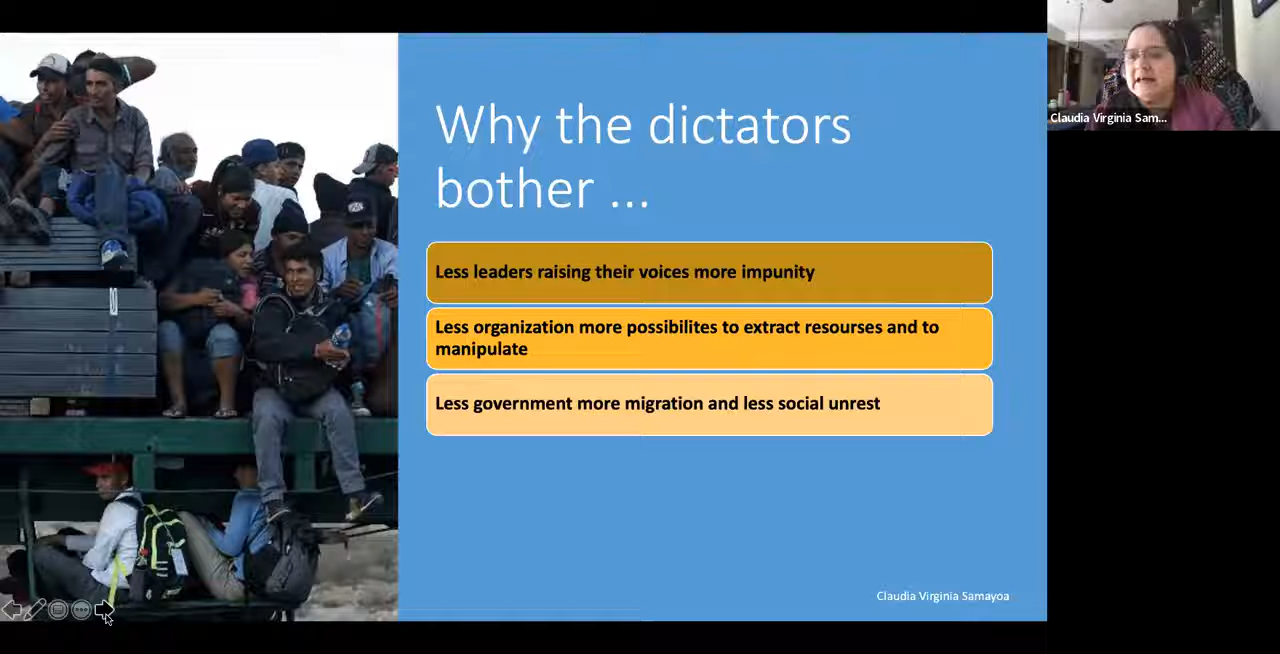 Why the dictators
bother ...
Less leaders raising their voices more impunity
Less organization more possibilites to extract resourses and to
manipulate
Less government more migration and less social unrest
Claudia Virginia Samayoa
Claudia Virginia Sam...